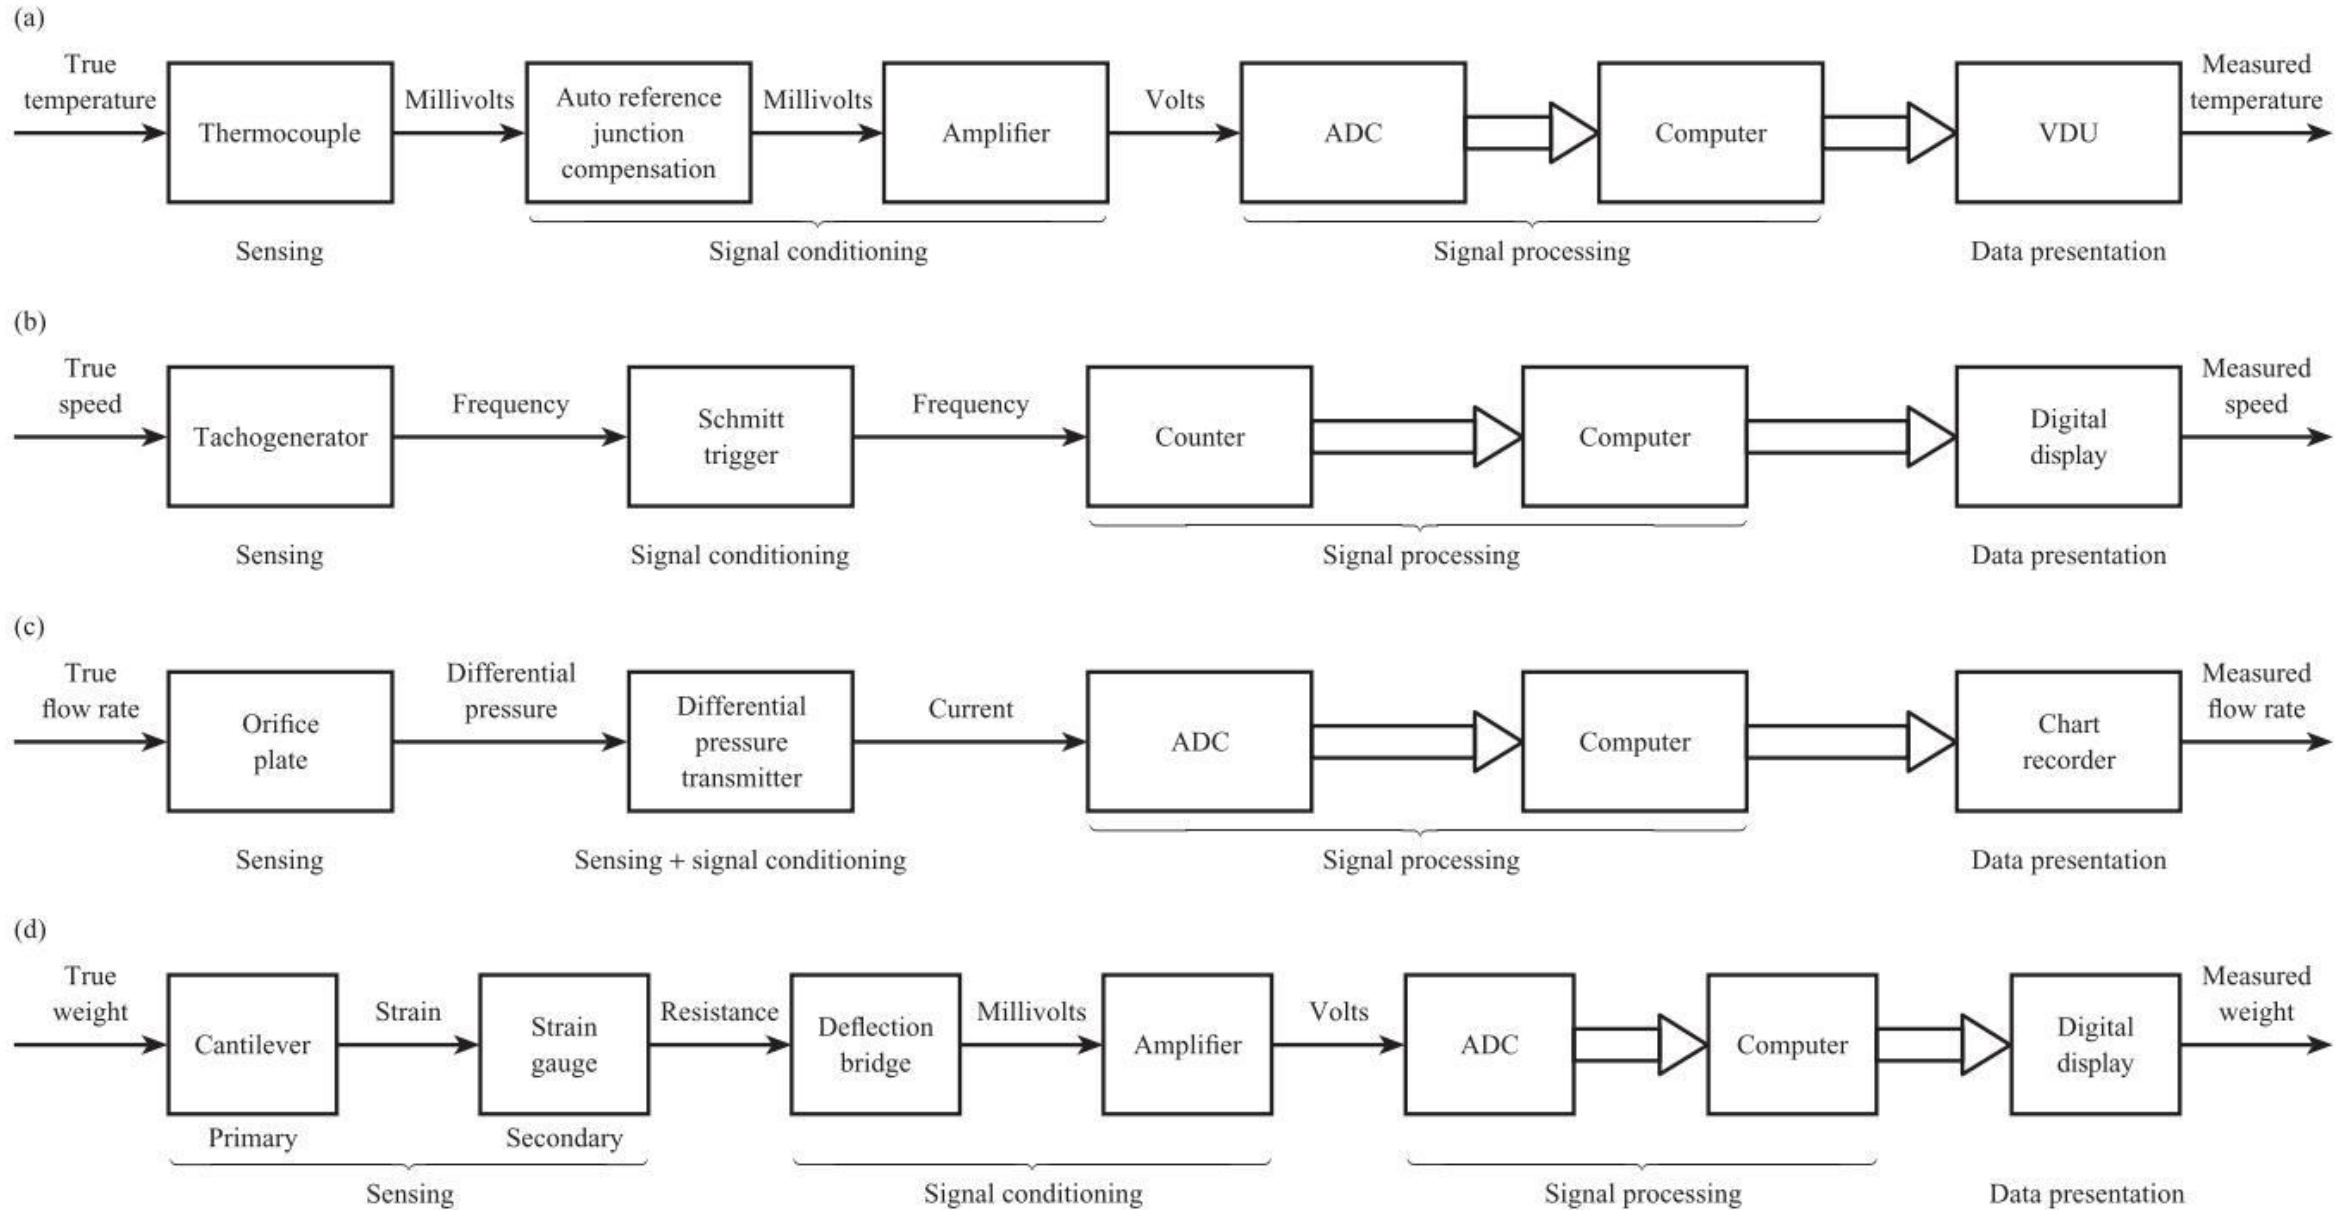 (a)
True
temperature
Thermocouple
Millivolts
Auto reference
junction
compensation
Millivolts
Amplifier
Volts
ADC
Computer
VDU
Measured
temperature
Sensing
Signal conditioning
Signal processing
Data presentation
(b)
True
speed
Tachogenerator
Frequency
Schmitt
trigger
Frequency
Counter
Computer
Digital
display
Measured
speed
Sensing
Signal conditioning
Signal processing
Data presentation
(c)
True
flow rate
Orifice
plate
Differential
pressure
Differential
pressure
transmitter
Current
ADC
Computer
Chart
recorder
Measured
flow rate
Sensing
Sensing + signal conditioning
Signal processing
Data presentation
(d)
True
weight
Cantilever
Strain
Strain
gauge
Resistance
Deflection
bridge
Millivolts
Amplifier
Volts
ADC
Computer
Digital
display
Measured
weight
Primary
Secondary
Sensing
Signal conditioning
Signal processing
Data presentation